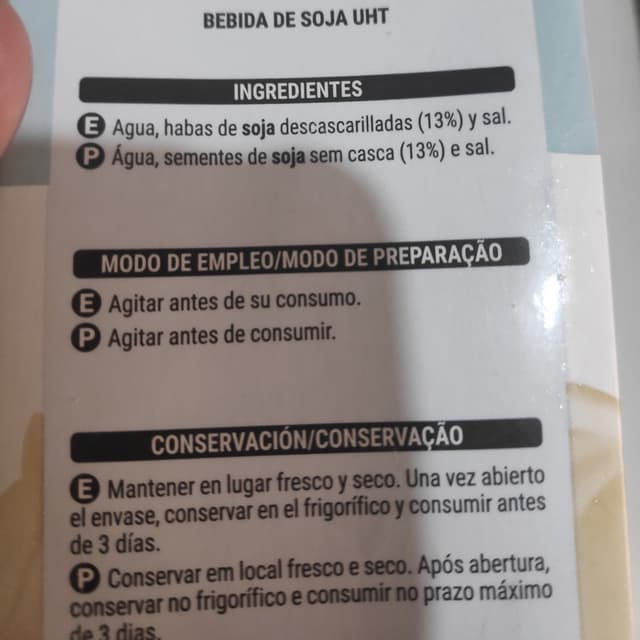 BEBIDA DE SOJA UHT
INGREDIENTES
E Agua, habas de soja descascarilladas (13%) y sal.
P Água, sementes de soja sem casca (13%) e sal.
MODO DE EMPLEO/MODO DE PREPARAÇÃO
E Agitar antes de su consumo.
P Agitar antes de consumir.
CONSERVACIÓN/CONSERVAÇÃO
E Mantener en lugar fresco y seco. Una vez abierto
el envase, conservar en el frigorífico y consumir antes
de 3 días.
P Conservar em local fresco e seco. Após abertura,
conservar no frigorífico e consumir no prazo máximo
de 3 dias.